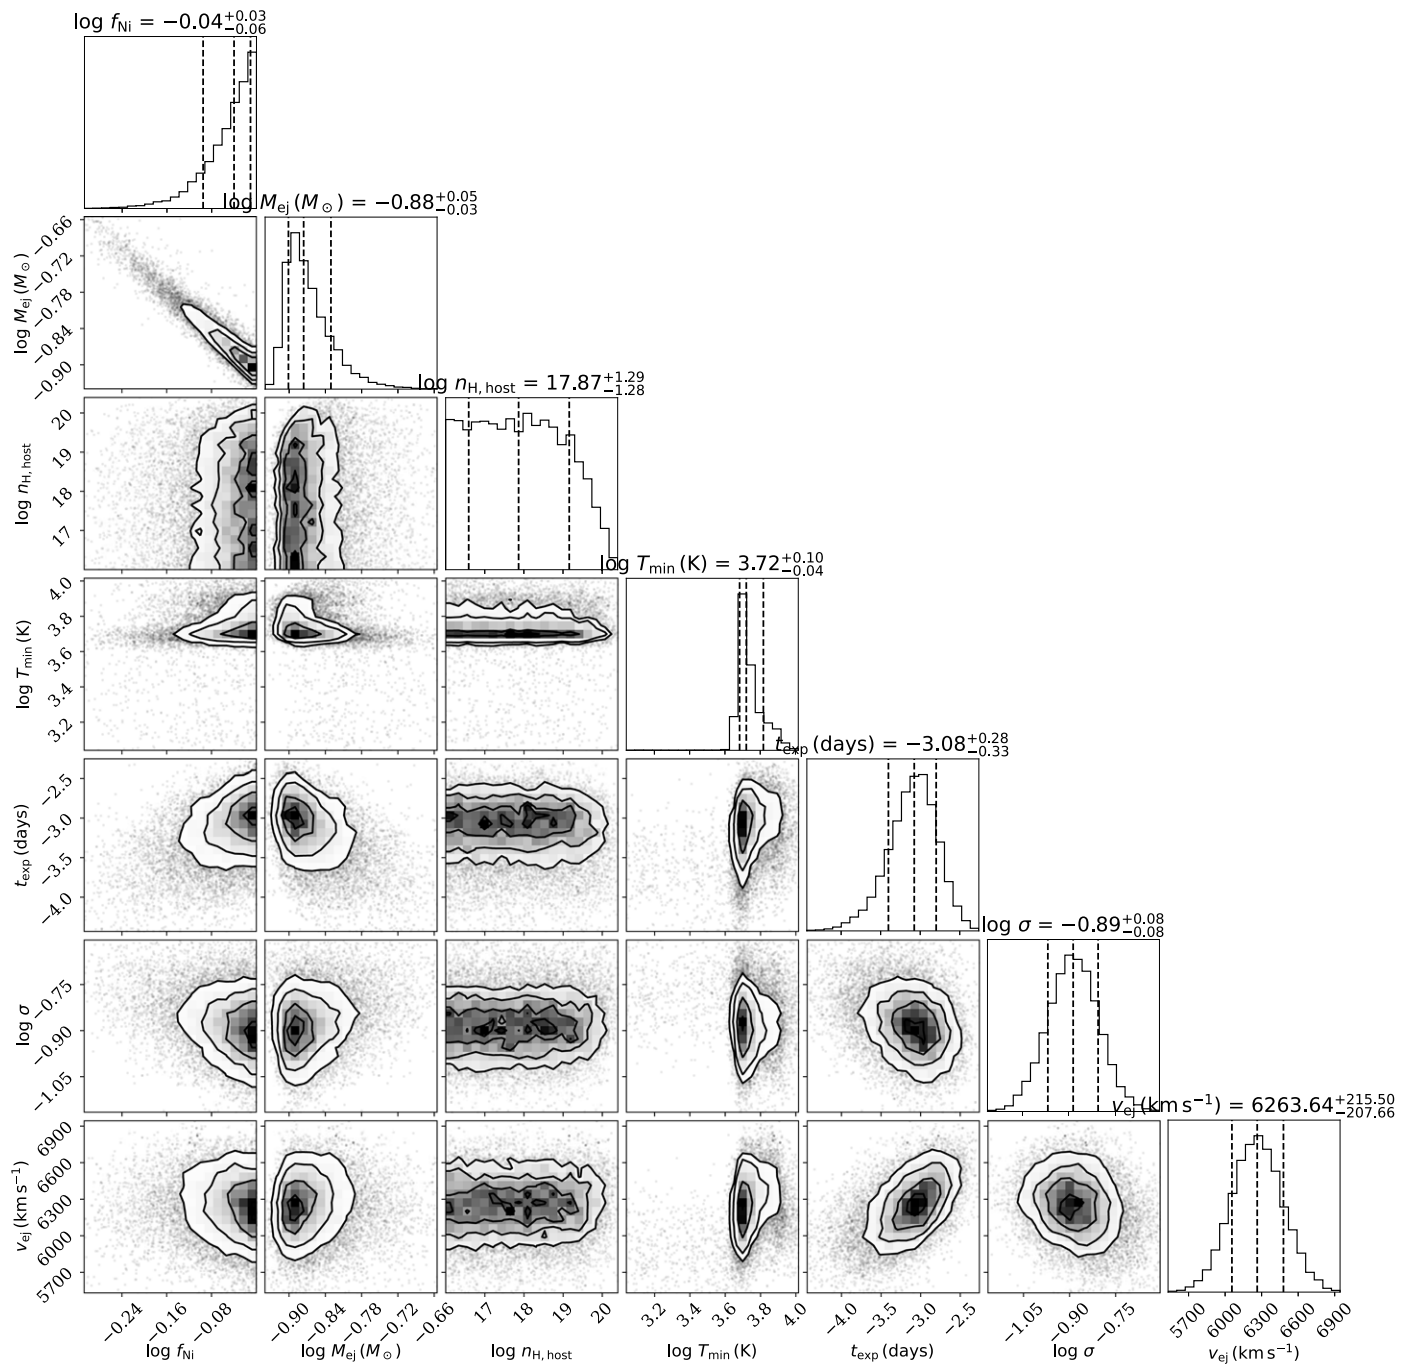 log f_Ni = −0.04^{+0.03}_{−0.06}
log M_ej (M_⊙) = −0.88^{+0.05}_{−0.03}
−0.66
−0.72
−0.78
−0.84
−0.90
log M_ej (M_⊙)
log n_{H, host} = 17.87^{+1.29}_{−1.28}
20
19
18
17
log n_{H, host}
log T_min (K) = 3.72^{+0.10}_{−0.04}
4.0
3.8
3.6
3.4
3.2
log T_min (K)
t_exp (days) = −3.08^{+0.28}_{−0.33}
−2.5
−3.0
−3.5
−4.0
t_exp (days)
log σ = −0.89^{+0.08}_{−0.08}
−0.75
−0.90
−1.05
log σ
v_ej (km s^{−1}) = 6263.64^{+215.50}_{−207.66}
6900
6600
6300
6000
5700
v_ej (km s^{−1})
−0.24 −0.16 −0.08
−0.90 −0.84 −0.78 −0.72 −0.66
17 18 19 20
3.2 3.4 3.6 3.8 4.0
−4.0 −3.5 −3.0 −2.5
−1.05 −0.90 −0.75
5700 6000 6300 6600 6900
log f_Ni
log M_ej (M_⊙)
log n_{H, host}
log T_min (K)
t_exp (days)
log σ
v_ej (km s^{−1})